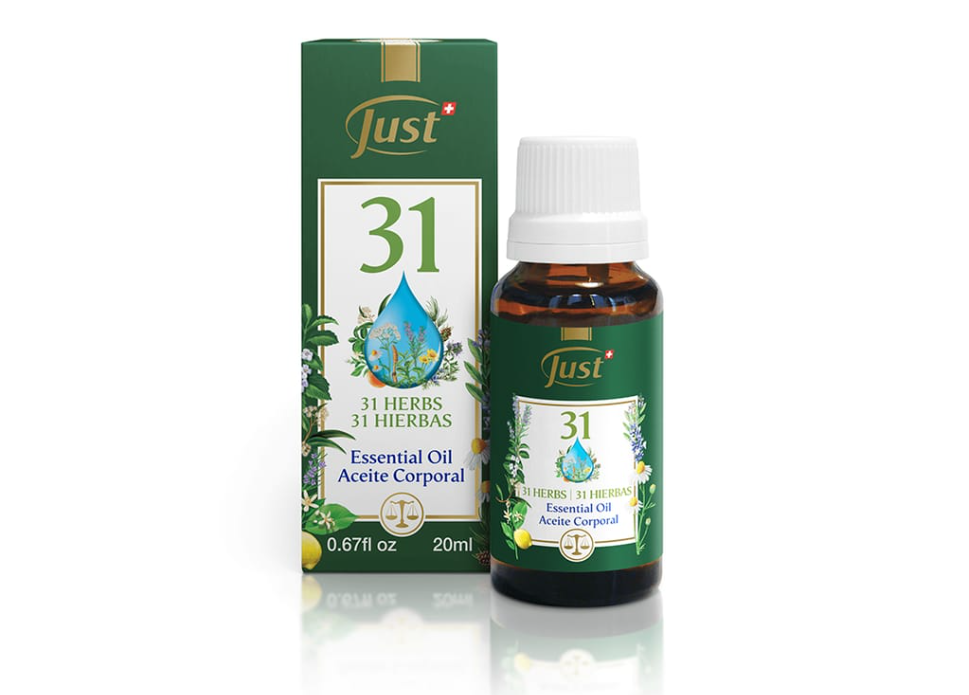 Just
31
31 HERBS
31 HIERBAS
Essential Oil
Aceite Corporal
0.67fl oz 20ml
Just
31
31 HERBS | 31 HIERBAS
Essential Oil
Aceite Corporal